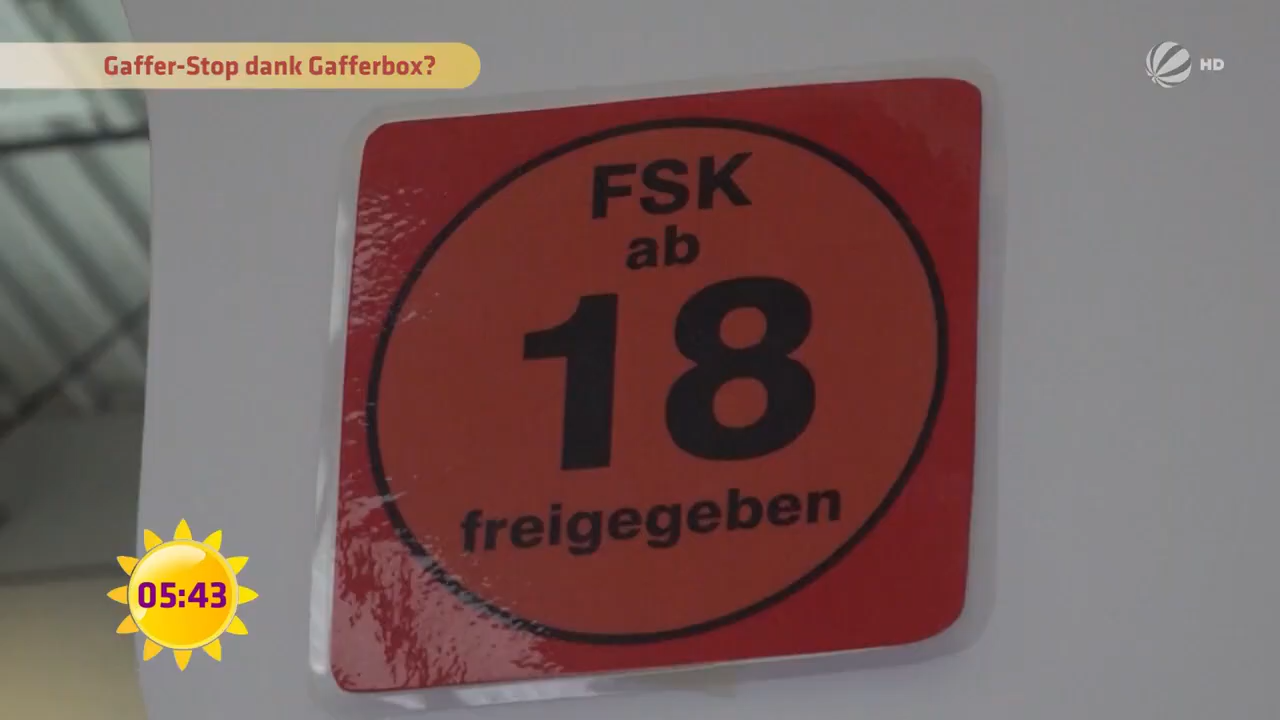 Gaffer-Stop dank Gafferbox?
HD
FSK
ab
18
freigegeben
05:43